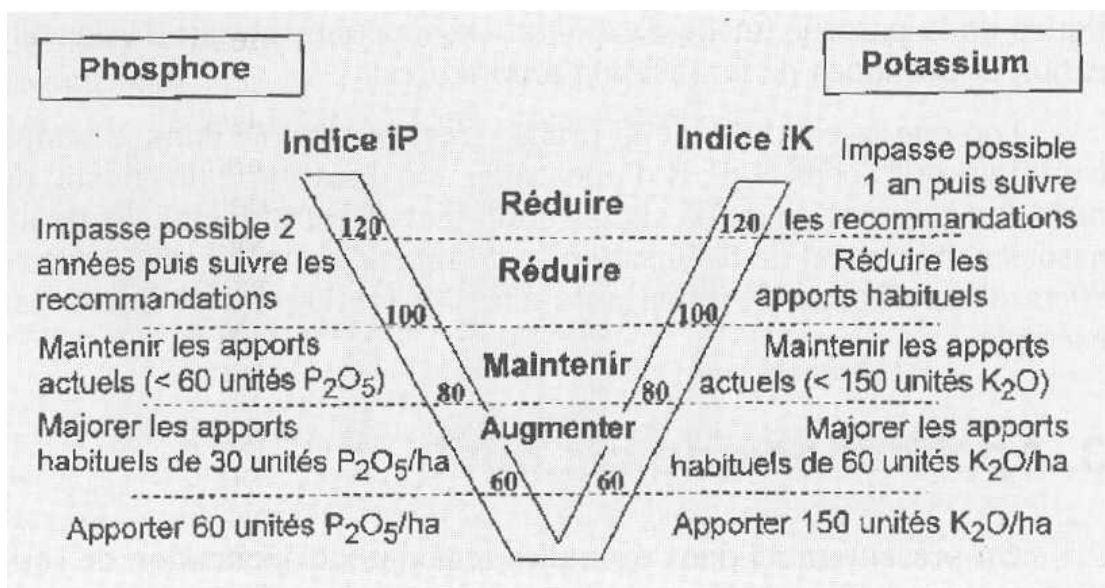 Phosphore
Potassium
Indice iP
Indice iK
Impasse possible
1 an puis suivre
les recommandations
Réduire
120
120
Impasse possible 2
années puis suivre les
recommandations
Réduire
Réduire les
apports habituels
100
100
Maintenir les apports
actuels (< 60 unités P₂O₅)
Maintenir
Maintenir les apports
actuels (< 150 unités K₂O)
80
80
Majorer les apports
habituels de 30 unités P₂O₅/ha
Augmenter
Majorer les apports
habituels de 60 unités K₂O/ha
60
60
Apporter 60 unités P₂O₅/ha
Apporter 150 unités K₂O/ha